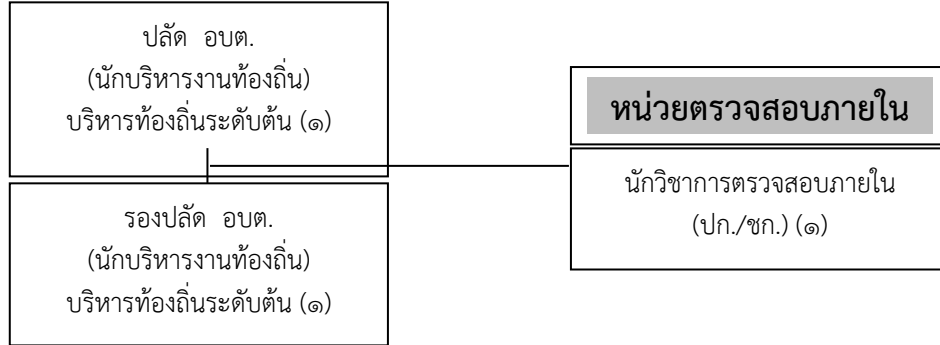 ปลัด อบต.
(นักบริหารงานท้องถิ่น)
บริหารท้องถิ่นระดับต้น (๑)
หน่วยตรวจสอบภายใน
นักวิชาการตรวจสอบภายใน
(ปก./ชก.) (๑)
รองปลัด อบต.
(นักบริหารงานท้องถิ่น)
บริหารท้องถิ่นระดับต้น (๑)